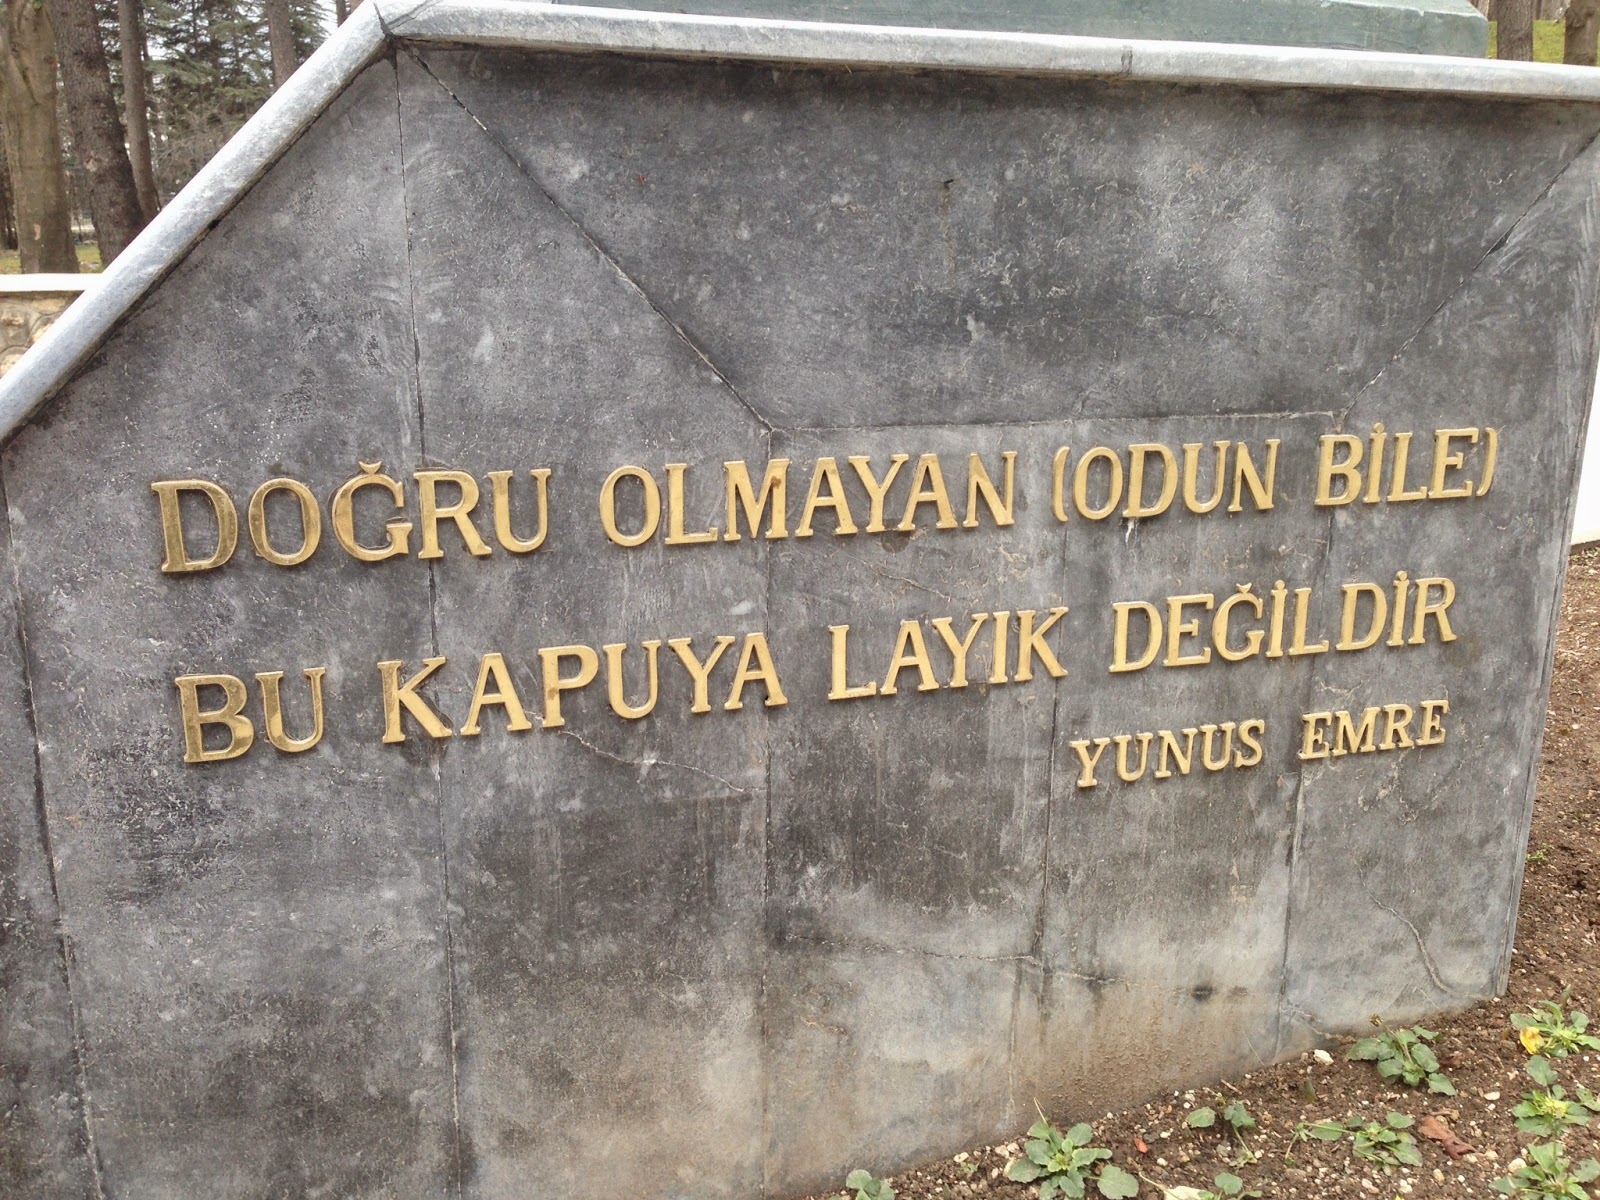 DOĞRU OLMAYAN (ODUN BİLE)
BU KAPUYA LAYIK DEĞİLDİR
YUNUS EMRE